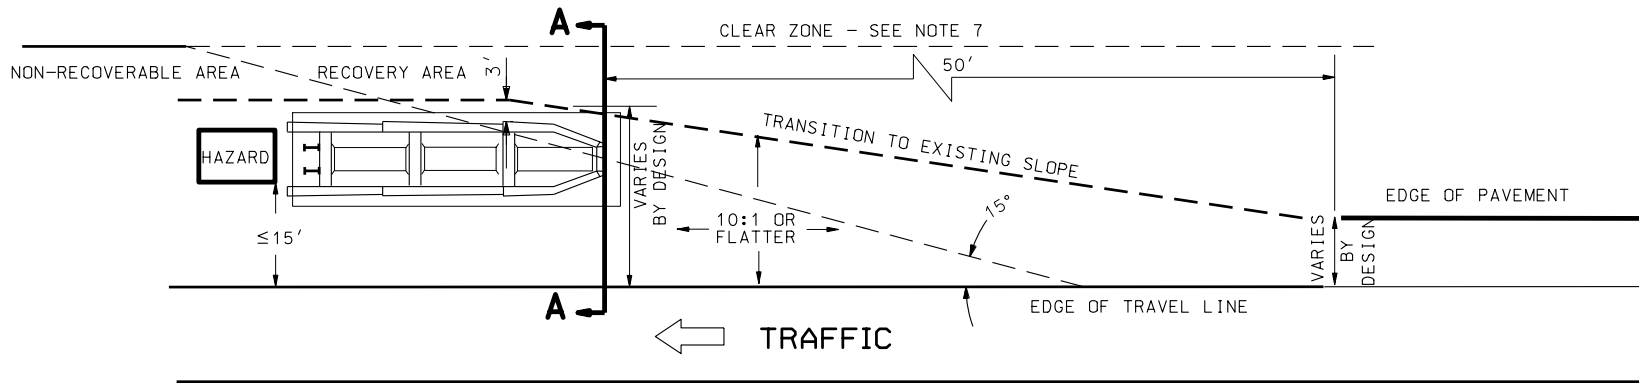 A
CLEAR ZONE - SEE NOTE 7
NON-RECOVERABLE AREA
RECOVERY AREA
3'
50'
TRANSITION TO EXISTING SLOPE
HAZARD
VARIES
BY DESIGN
EDGE OF PAVEMENT
15°
10:1 OR
FLATTER
≤15'
VARIES
BY
DESIGN
A
EDGE OF TRAVEL LINE
TRAFFIC